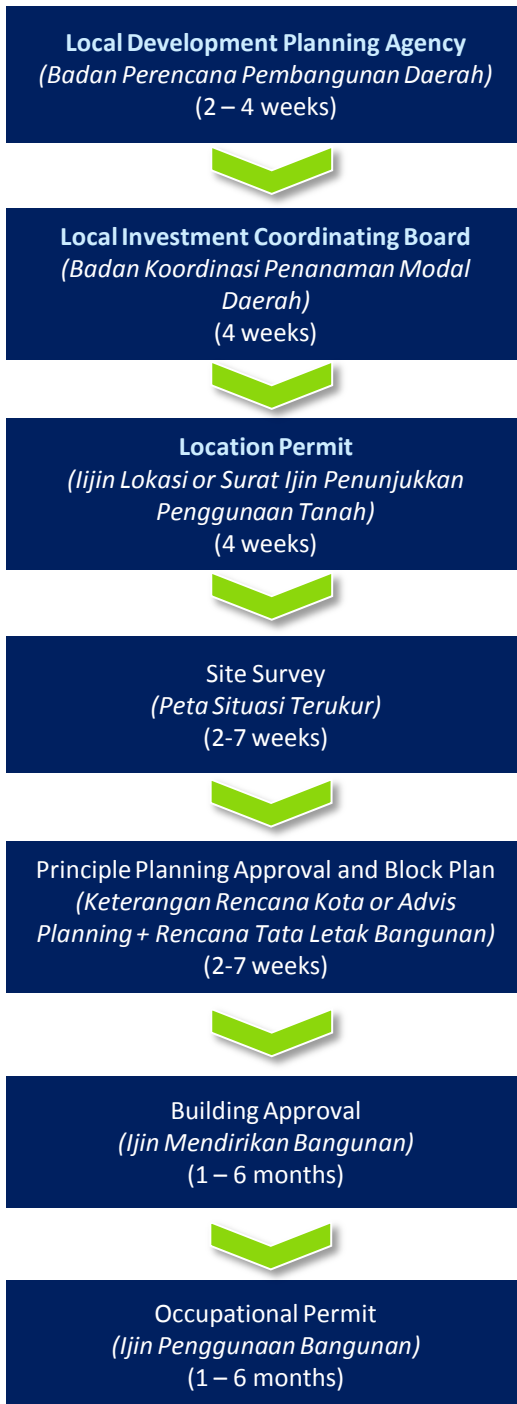 Local Development Planning Agency
(Badan Perencana Pembangunan Daerah)
(2 – 4 weeks)
Local Investment Coordinating Board
(Badan Koordinasi Penanaman Modal
Daerah)
(4 weeks)
Location Permit
(Iijin Lokasi or Surat Ijin Penunjukkan
Penggunaan Tanah)
(4 weeks)
Site Survey
(Peta Situasi Terukur)
(2-7 weeks)
Principle Planning Approval and Block Plan
(Keterangan Rencana Kota or Advis
Planning + Rencana Tata Letak Bangunan)
(2-7 weeks)
Building Approval
(Ijin Mendirikan Bangunan)
(1 – 6 months)
Occupational Permit
(Ijin Penggunaan Bangunan)
(1 – 6 months)